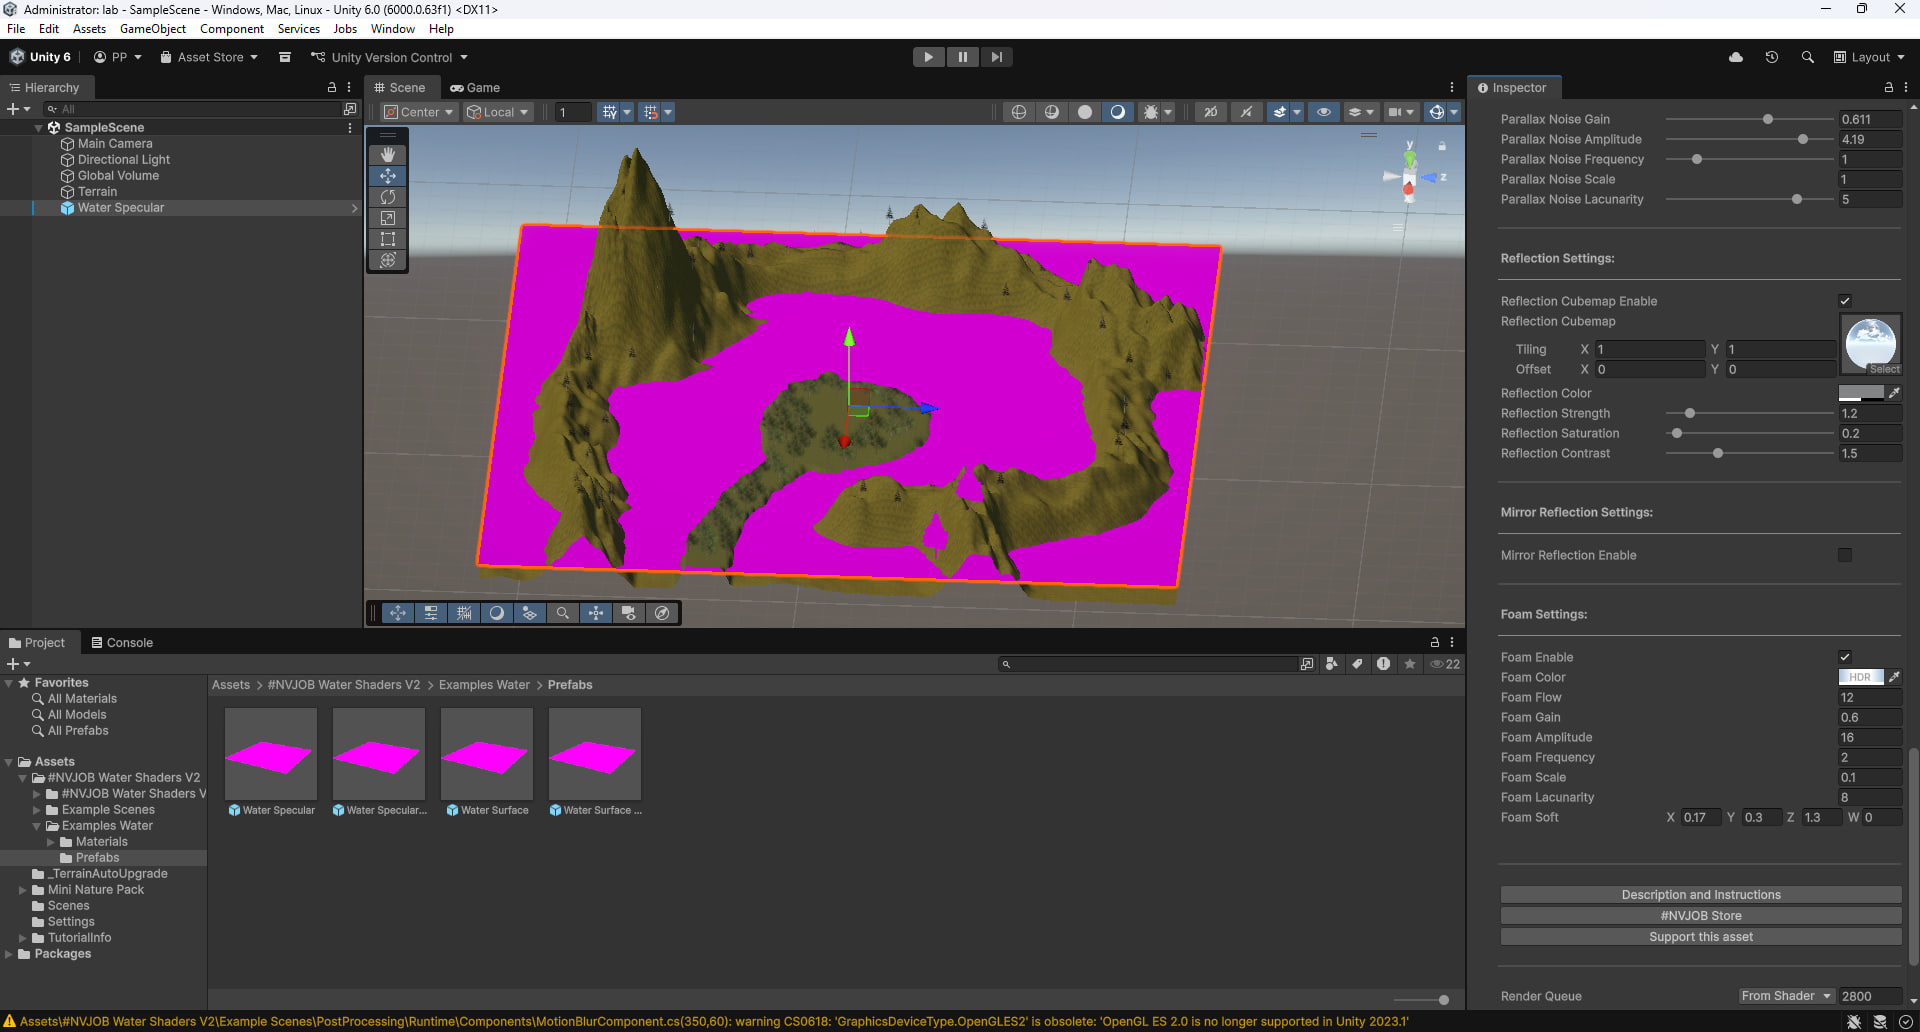 Administrator: lab - SampleScene - Windows, Mac, Linux - Unity 6.0 (6000.0.63f1) <DX11>
File Edit Assets GameObject Component Services Jobs Window Help
Unity 6 PP Asset Store Unity Version Control Layout
Hierarchy
All
SampleScene
Main Camera
Directional Light
Global Volume
Terrain
Water Specular
Scene Game
Center Local 1 2D
y
z
Inspector
Parallax Noise Gain 0.611
Parallax Noise Amplitude 4.19
Parallax Noise Frequency 1
Parallax Noise Scale 1
Parallax Noise Lacunarity 5
Reflection Settings:
Reflection Cubemap Enable
Reflection Cubemap
Tiling X 1 Y 1
Offset X 0 Y 0
Select
Reflection Color
Reflection Strength 1.2
Reflection Saturation 0.2
Reflection Contrast 1.5
Mirror Reflection Settings:
Mirror Reflection Enable
Foam Settings:
Foam Enable
Foam Color HDR
Foam Flow 12
Foam Gain 0.6
Foam Amplitude 16
Foam Frequency 2
Foam Scale 0.1
Foam Lacunarity 8
Foam Soft X 0.17 Y 0.3 Z 1.3 W 0
Description and Instructions
#NVJOB Store
Support this asset
Render Queue From Shader 2800
Project Console
22
Favorites
All Materials
All Models
All Prefabs
Assets
#NVJOB Water Shaders V2
#NVJOB Water Shaders V
Example Scenes
Examples Water
Materials
Prefabs
_TerrainAutoUpgrade
Mini Nature Pack
Scenes
Settings
TutorialInfo
Packages
Assets > #NVJOB Water Shaders V2 > Examples Water > Prefabs
Water Specular Water Specular... Water Surface Water Surface ...
Assets\#NVJOB Water Shaders V2\Example Scenes\PostProcessing\Runtime\Components\MotionBlurComponent.cs(350,60): warning CS0618: 'GraphicsDeviceType.OpenGLES2' is obsolete: 'OpenGL ES 2.0 is no longer supported in Unity 2023.1'